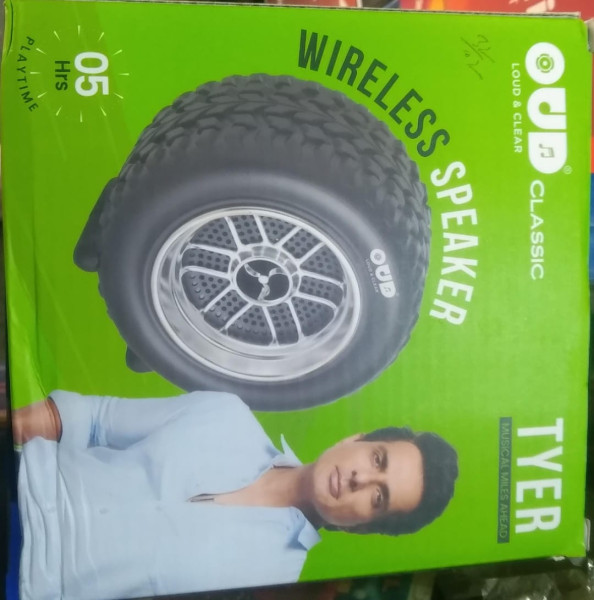 OUD®
LOUD & CLEAR
CLASSIC
TYER
MUSICAL MILES AHEAD
WIRELESS SPEAKER
OUD
05
Hrs
PLAYTIME